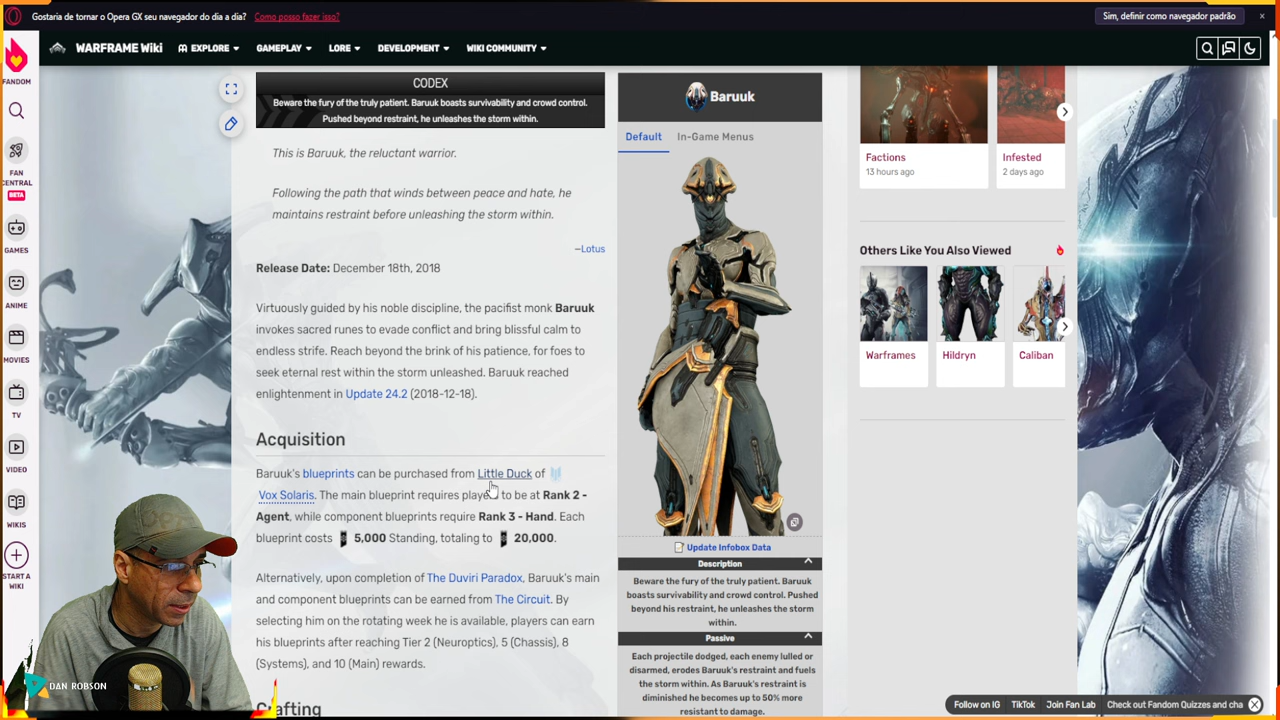 Gostaria de tornar o Opera GX seu navegador do dia a dia? Como posso fazer isso? Sim, definir como navegador padrão
WARFRAME Wiki EXPLORE GAMEPLAY LORE DEVELOPMENT WIKI COMMUNITY
FANDOM
FAN
CENTRAL
BETA
GAMES
ANIME
MOVIES
TV
VIDEO
WIKIS
START A
WIKI
CODEX
Beware the fury of the truly patient. Baruuk boasts survivability and crowd control.
Pushed beyond restraint, he unleashes the storm within.
This is Baruuk, the reluctant warrior.
Following the path that winds between peace and hate, he
maintains restraint before unleashing the storm within.
—Lotus
Release Date: December 18th, 2018
Virtuously guided by his noble discipline, the pacifist monk Baruuk
invokes sacred runes to evade conflict and bring blissful calm to
endless strife. Reach beyond the brink of his patience, for foes to
seek eternal rest within the storm unleashed. Baruuk reached
enlightenment in Update 24.2 (2018-12-18).
Acquisition
Baruuk's blueprints can be purchased from Little Duck of
Vox Solaris. The main blueprint requires players to be at Rank 2 -
Agent, while component blueprints require Rank 3 - Hand. Each
blueprint costs 5,000 Standing, totaling to 20,000.
Alternatively, upon completion of The Duviri Paradox, Baruuk's main
and component blueprints can be earned from The Circuit. By
selecting him on the rotating week he is available, players can earn
his blueprints after reaching Tier 2 (Neuroptics), 5 (Chassis), 8
(Systems), and 10 (Main) rewards.
Crafting
Baruuk
Default In-Game Menus
Update Infobox Data
Description
Beware the fury of the truly patient. Baruuk
boasts survivability and crowd control. Pushed
beyond his restraint, he unleashes the storm
within.
Passive
Each projectile dodged, each enemy lulled or
disarmed, erodes Baruuk's restraint and fuels
the storm within. As Baruuk's restraint is
diminished he becomes up to 50% more
resistant to damage.
Factions
13 hours ago
Infested
2 days ago
Others Like You Also Viewed
Warframes
Hildryn
Caliban
DAN ROBSON
Follow on IG TikTok Join Fan Lab Check out Fandom Quizzes and cha